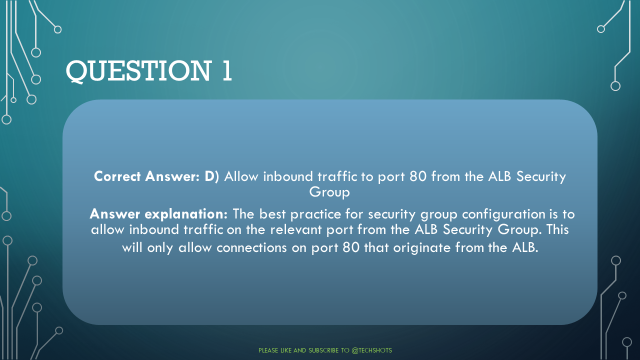 QUESTION 1
Correct Answer: D) Allow inbound traffic to port 80 from the ALB Security
Group
Answer explanation: The best practice for security group configuration is to
allow inbound traffic on the relevant port from the ALB Security Group. This
will only allow connections on port 80 that originate from the ALB.
PLEASE LIKE AND SUBSCRIBE TO @TECHSHOTS